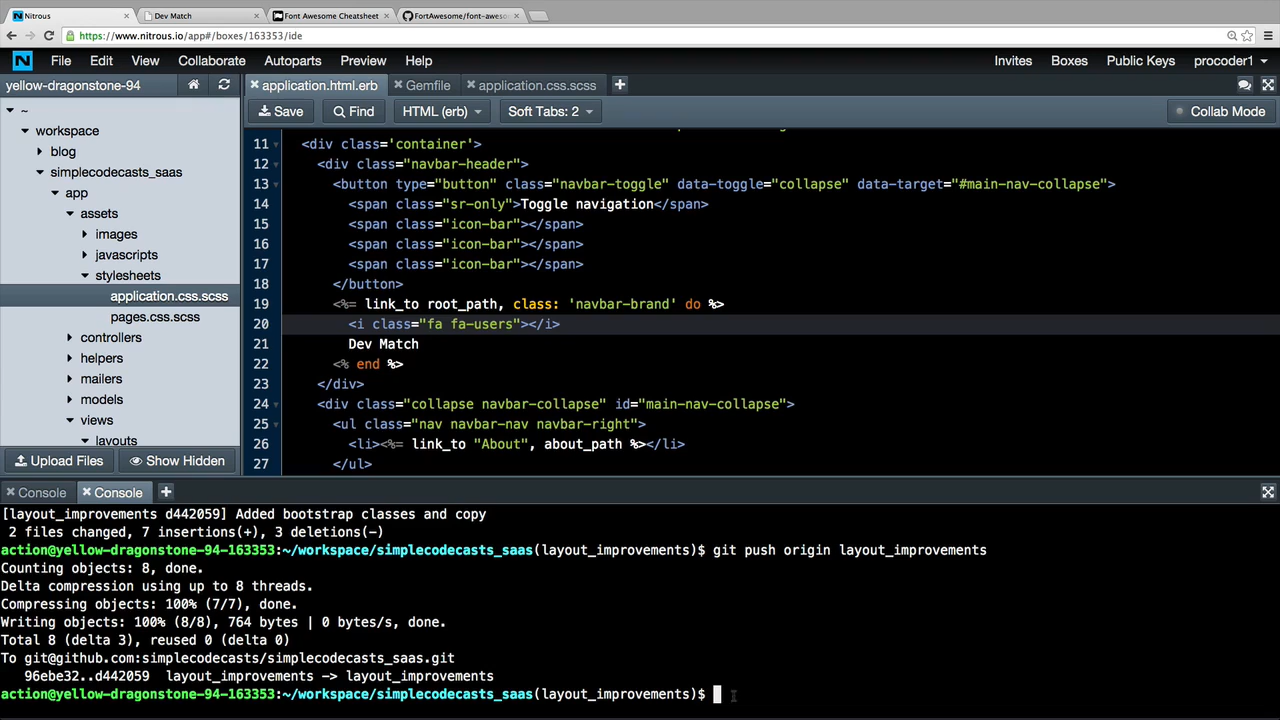 Nitrous
Dev Match
Font Awesome Cheatsheet
FortAwesome/font-aweso
https://www.nitrous.io/app#/boxes/163353/ide
N File Edit View Collaborate Autoparts Preview Help Invites Boxes Public Keys procoder1
yellow-dragonstone-94
application.html.erb Gemfile application.css.scss
Save Find HTML (erb) Soft Tabs: 2 Collab Mode
~
workspace
blog
simplecodecasts_saas
app
assets
images
javascripts
stylesheets
application.css.scss
pages.css.scss
controllers
helpers
mailers
models
views
layouts
Upload Files Show Hidden
11 <div class='container'>
12 <div class="navbar-header">
13 <button type="button" class="navbar-toggle" data-toggle="collapse" data-target="#main-nav-collapse">
14 <span class="sr-only">Toggle navigation</span>
15 <span class="icon-bar"></span>
16 <span class="icon-bar"></span>
17 <span class="icon-bar"></span>
18 </button>
19 <%= link_to root_path, class: 'navbar-brand' do %>
20 <i class="fa fa-users"></i>
21 Dev Match
22 <% end %>
23 </div>
24 <div class="collapse navbar-collapse" id="main-nav-collapse">
25 <ul class="nav navbar-nav navbar-right">
26 <li><%= link_to "About", about_path %></li>
27 </ul>
Console Console
[layout_improvements d442059] Added bootstrap classes and copy
2 files changed, 7 insertions(+), 3 deletions(-)
action@yellow-dragonstone-94-163353:~/workspace/simplecodecasts_saas(layout_improvements)$ git push origin layout_improvements
Counting objects: 8, done.
Delta compression using up to 8 threads.
Compressing objects: 100% (7/7), done.
Writing objects: 100% (8/8), 764 bytes | 0 bytes/s, done.
Total 8 (delta 3), reused 0 (delta 0)
To git@github.com:simplecodecasts/simplecodecasts_saas.git
96ebe32..d442059 layout_improvements -> layout_improvements
action@yellow-dragonstone-94-163353:~/workspace/simplecodecasts_saas(layout_improvements)$